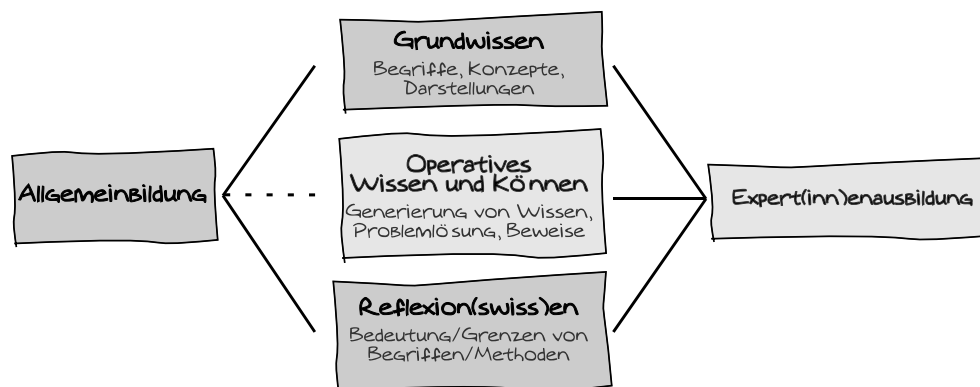 Grundwissen
Begriffe, Konzepte,
Darstellungen
Allgemeinbildung
Operatives
Wissen und Können
Generierung von Wissen,
Problemlösung, Beweise
Expert(inn)enausbildung
Reflexion(swiss)en
Bedeutung/Grenzen von
Begriffen/Methoden